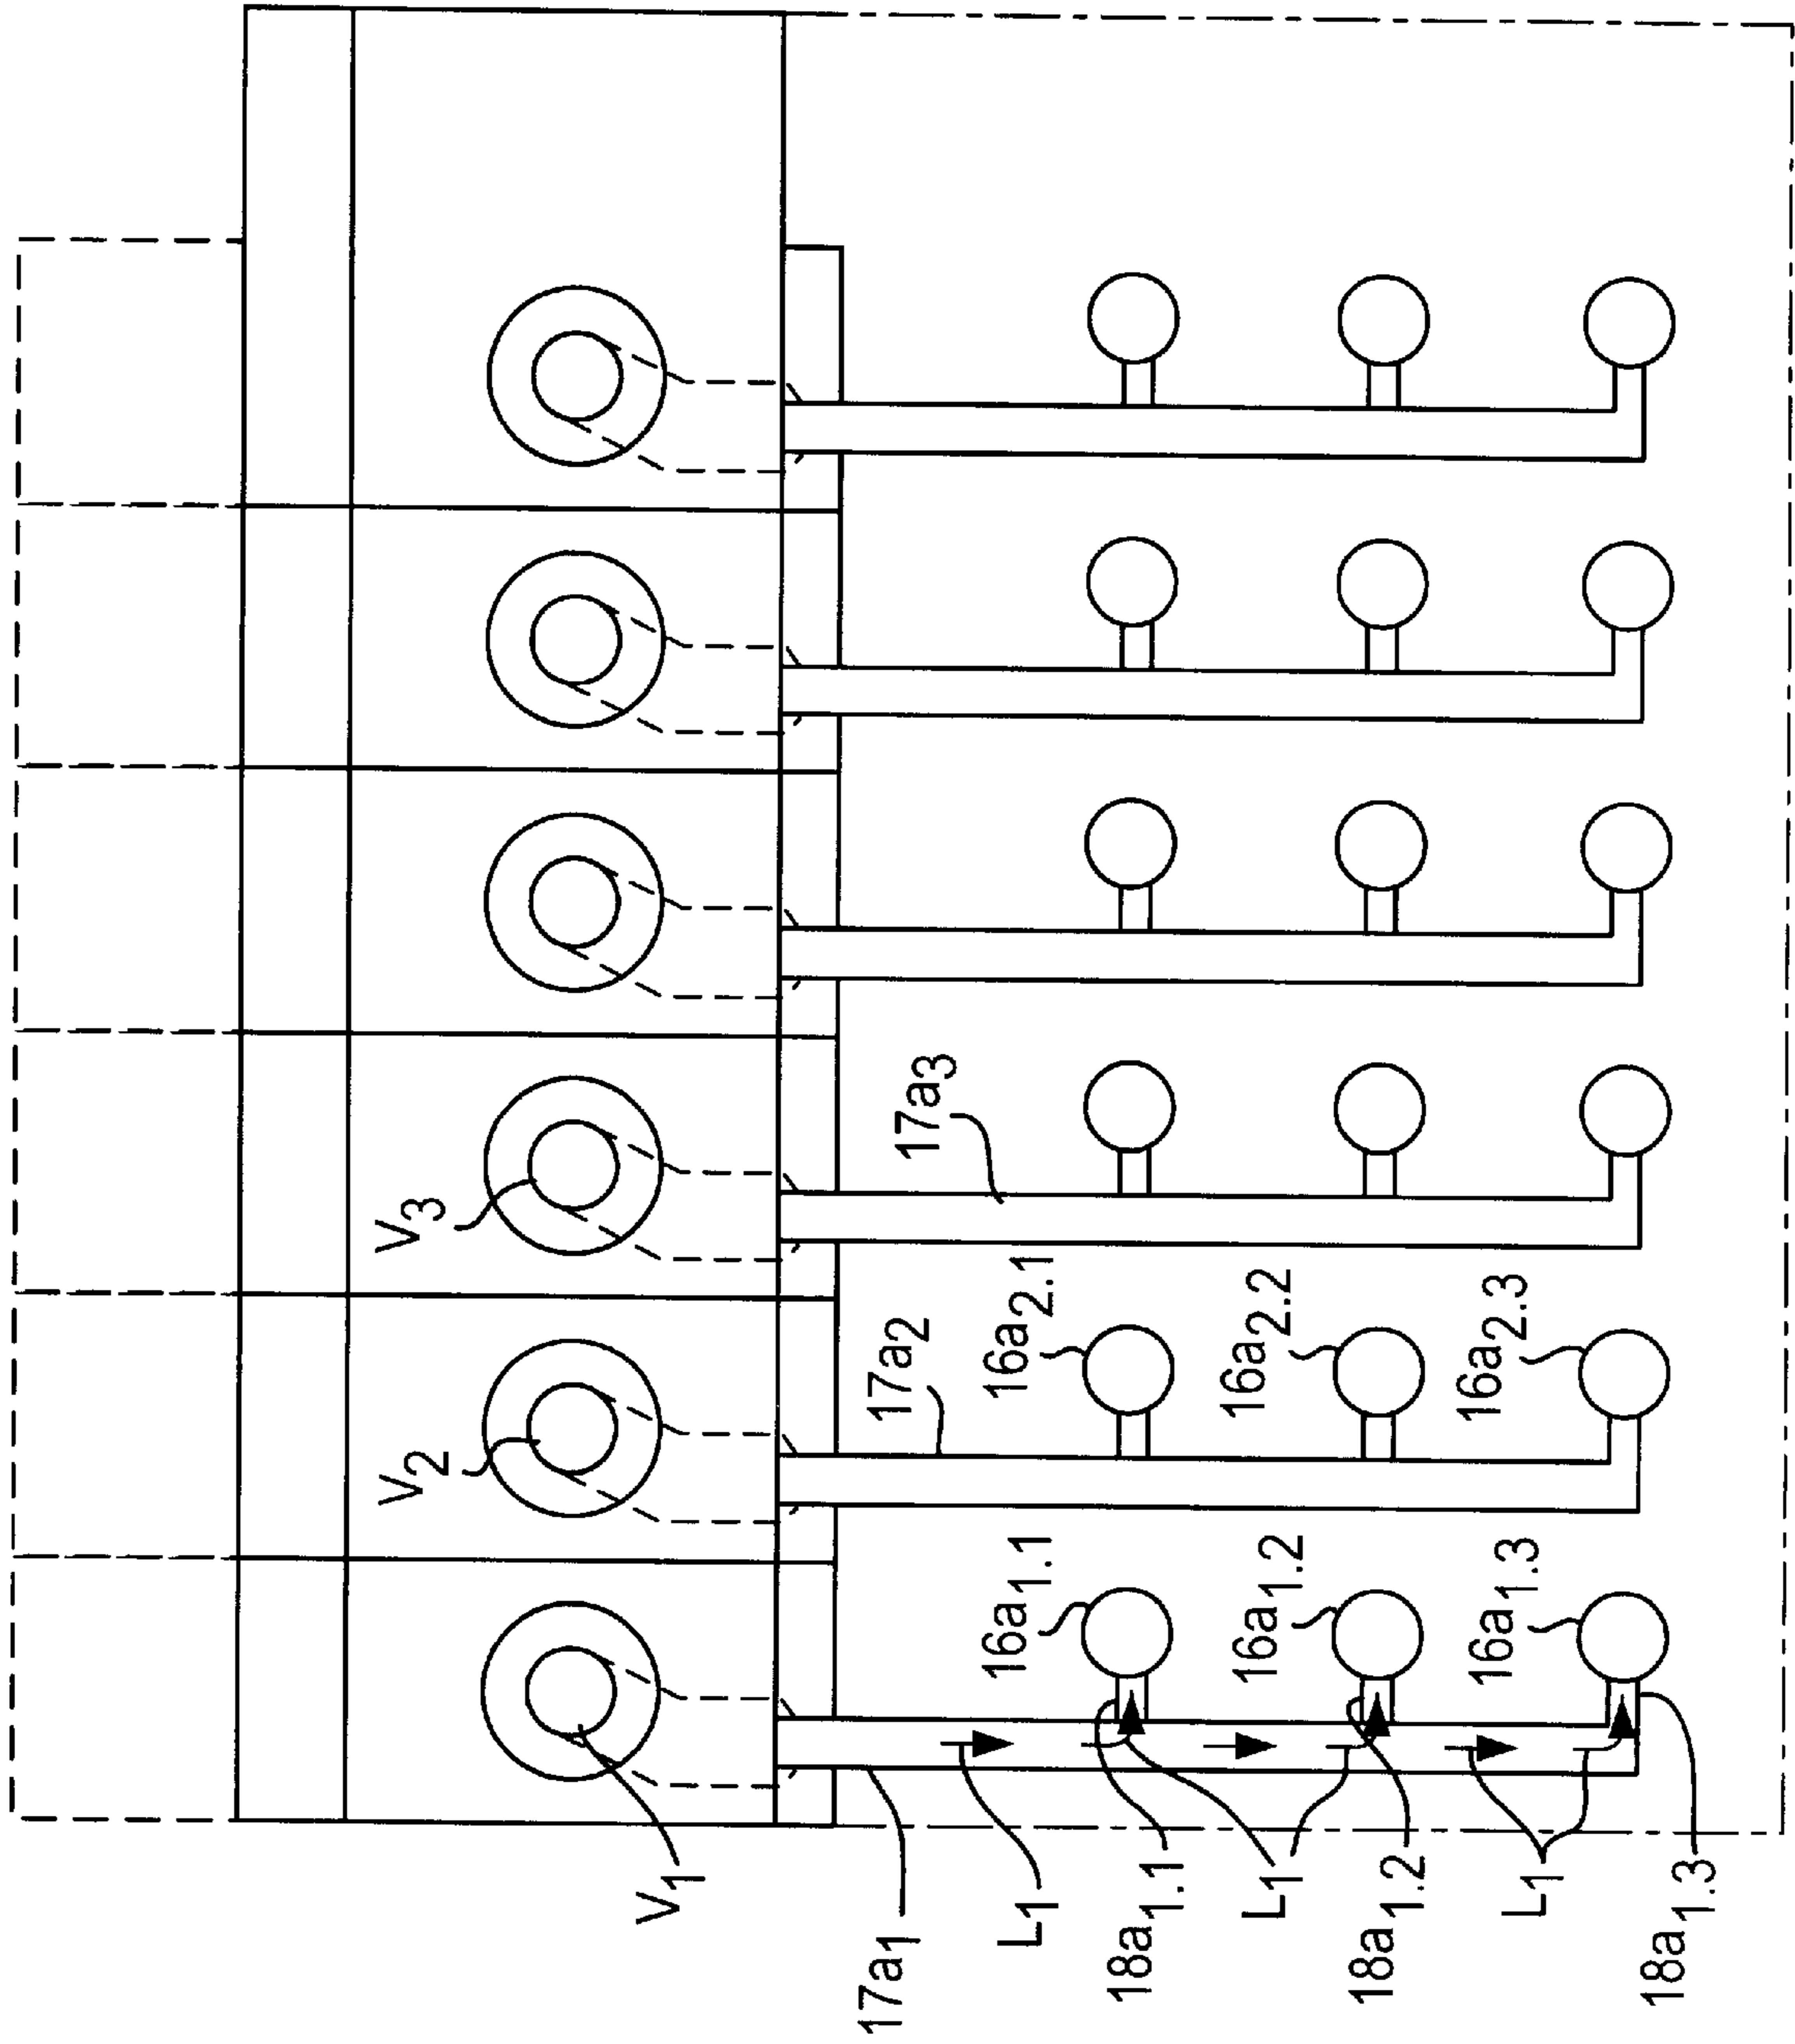 V₃
V₂
V₁
17a₃
17a₂
17a₁
16a₂.₁
16a₂.₂
16a₂.₃
16a₁.₁
16a₁.₂
16a₁.₃
L₁
18a₁.₁
L₁
18a₁.₂
L₁
18a₁.₃